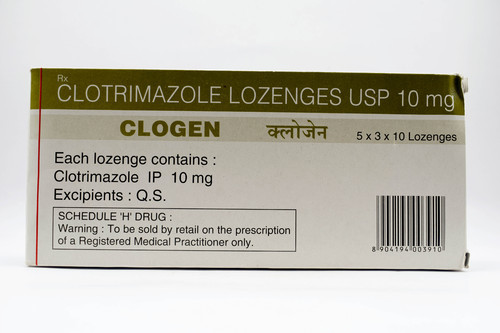 Rx
CLOTRIMAZOLE LOZENGES USP 10 mg
CLOGEN क्लोजेन 5 x 3 x 10 Lozenges
Each lozenge contains :
Clotrimazole IP 10 mg
Excipients : Q.S.
SCHEDULE 'H' DRUG :
Warning : To be sold by retail on the prescription
of a Registered Medical Practitioner only.
8 904194 003910